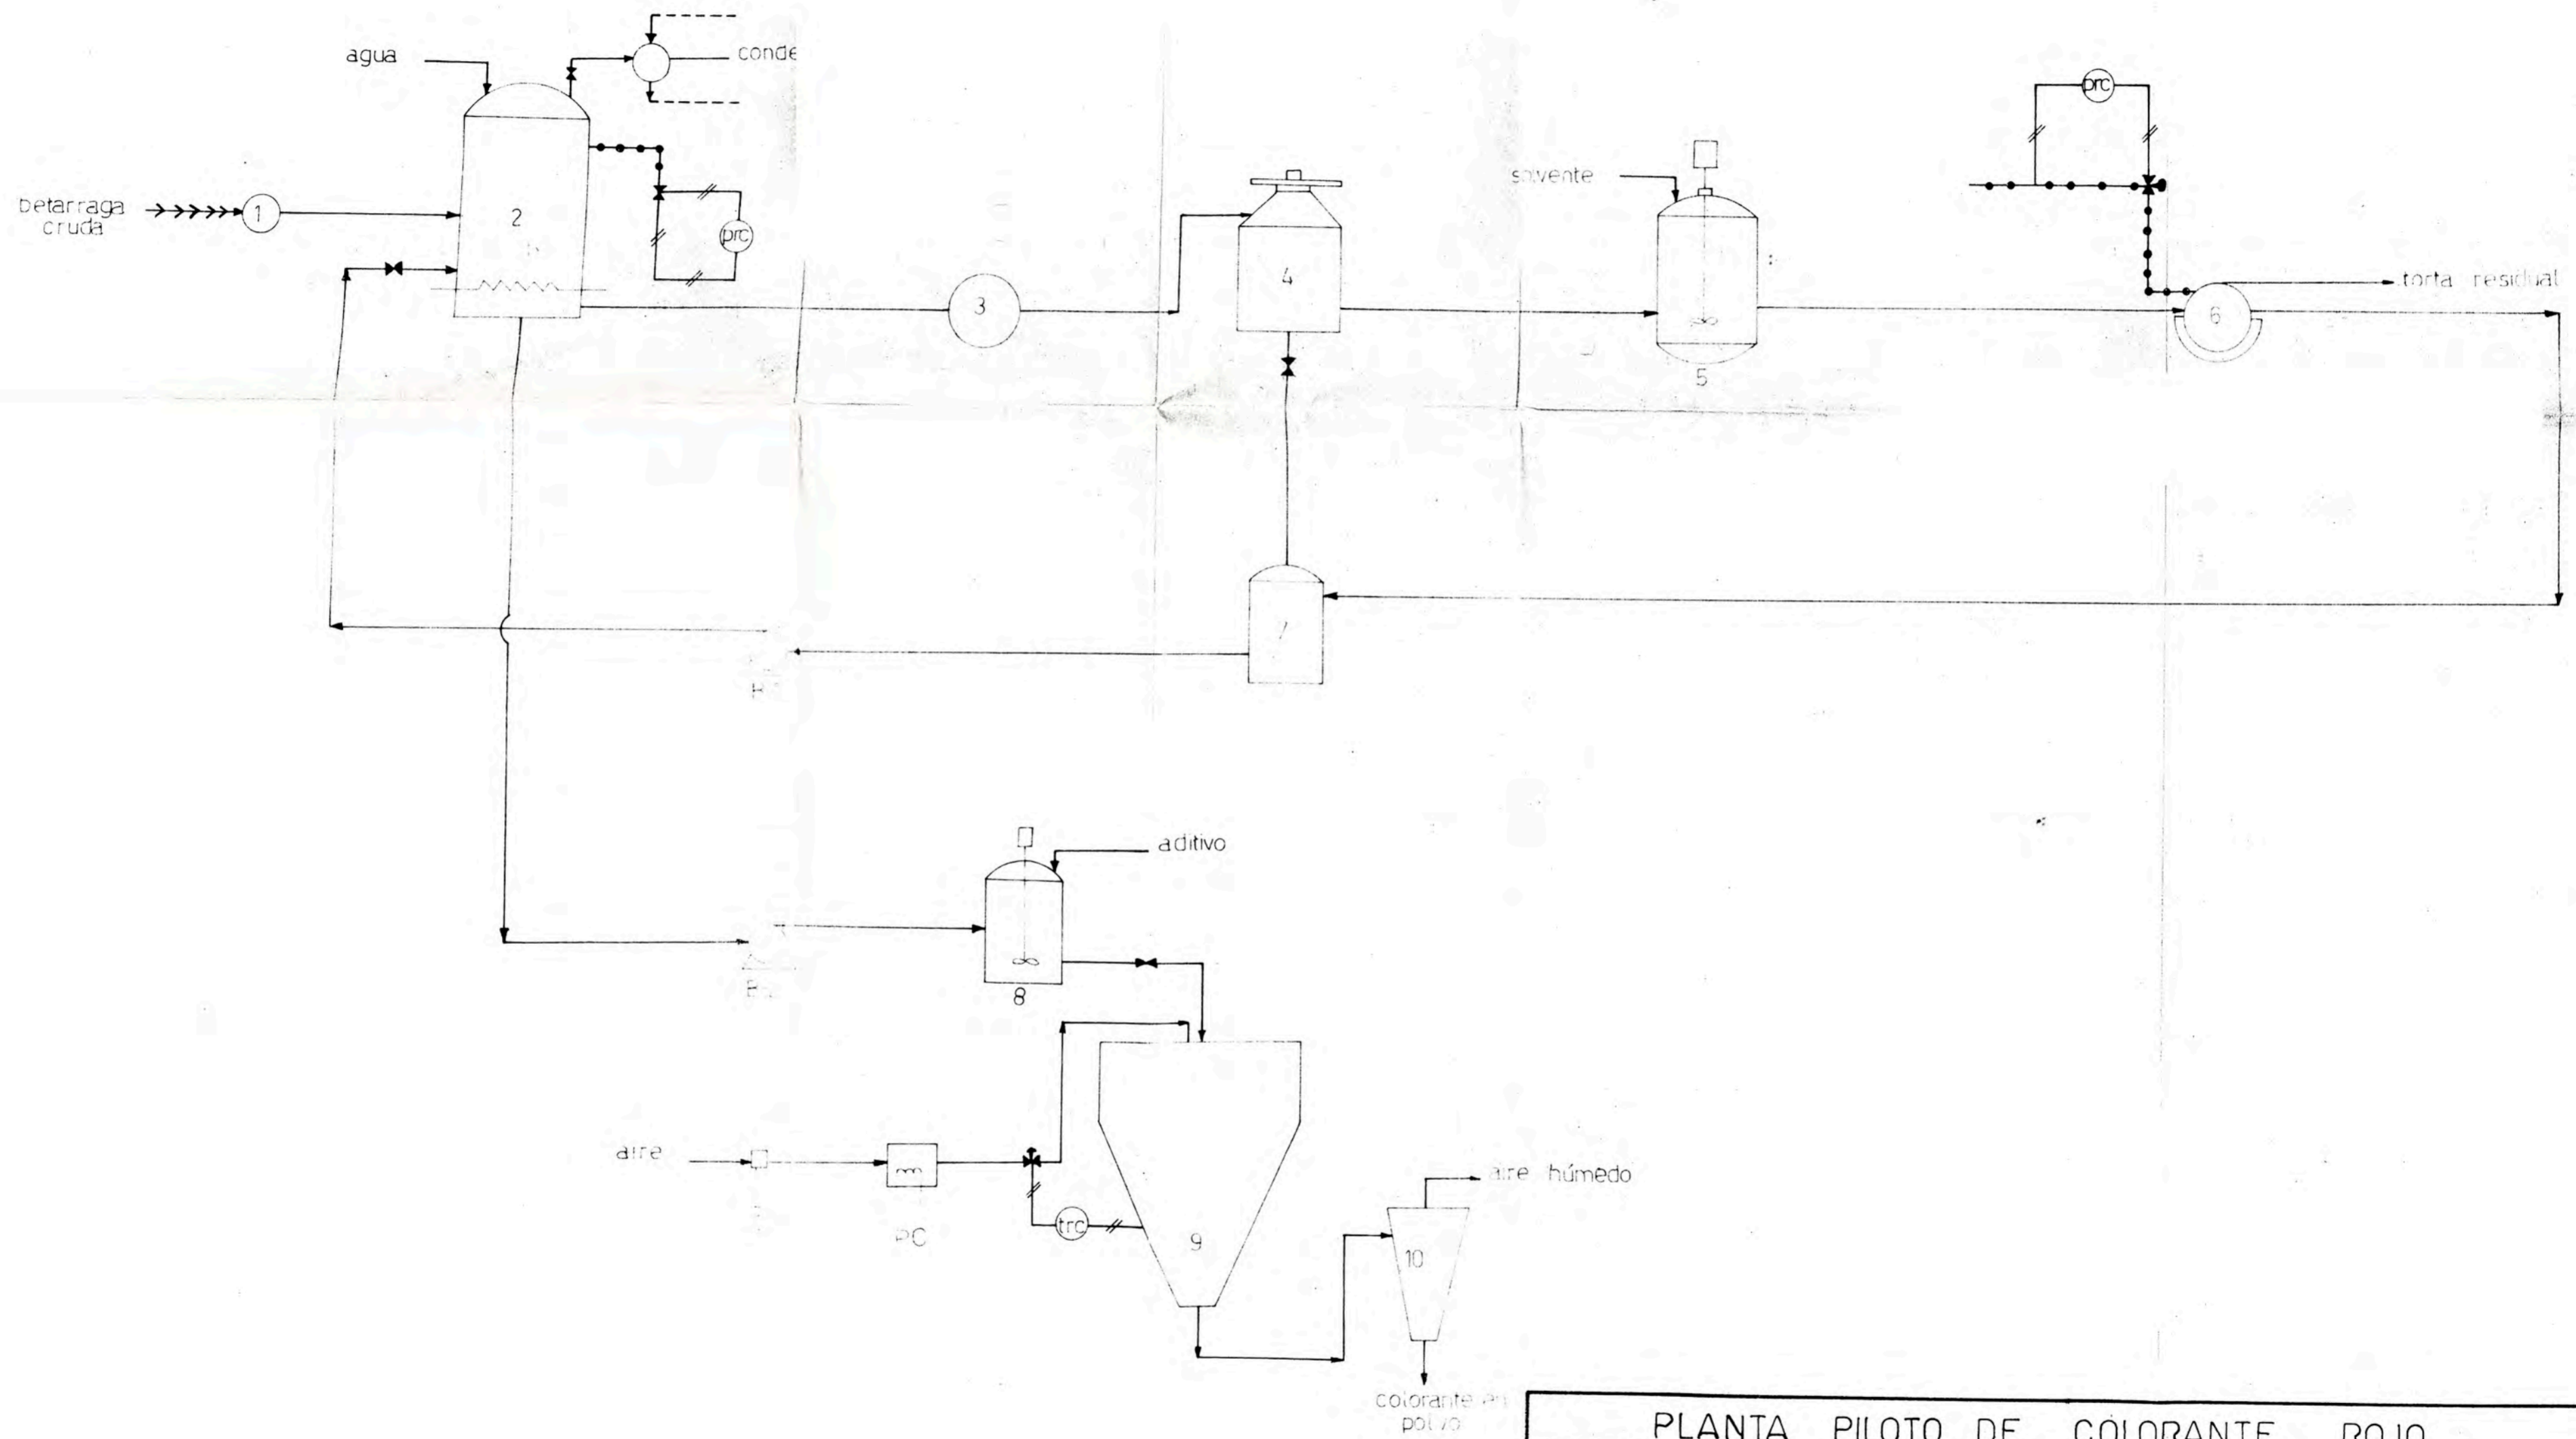 agua
conde
prc
solvente
betarraga
cruda
1
2
prc
4
3
torta residual
6
5
7
aditivo
8
aire
aire húmedo
PC
trc
9
10
colorante en
polvo
PLANTA PILOTO DE COLORANTE ROJO